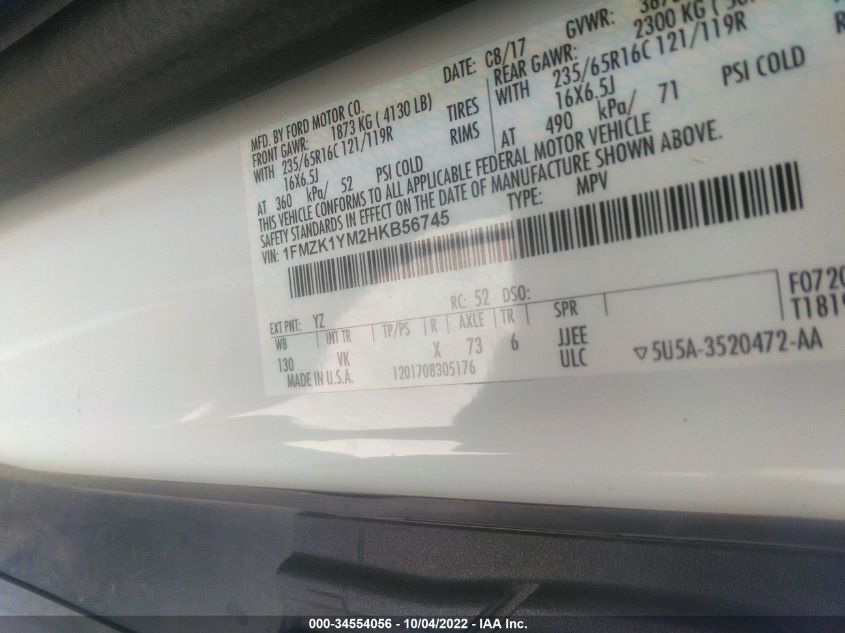 MFD. BY FORD MOTOR CO. DATE: C8/17 GVWR:
FRONT GAWR: 1873 KG ( 4130 LB) REAR GAWR: 2300 KG (
WITH 235/65R16C 121/119R TIRES WITH 235/65R16C 121/119R
16X6.5J RIMS 16X6.5J
AT 360 kPa/ 52 PSI COLD AT 490 kPa/ 71 PSI COLD
THIS VEHICLE CONFORMS TO ALL APPLICABLE FEDERAL MOTOR VEHICLE
SAFETY STANDARDS IN EFFECT ON THE DATE OF MANUFACTURE SHOWN ABOVE.
VIN: 1FMZK1YM2HKB56745 TYPE: MPV
EXT PNT: YZ RC: 52 DSO:
WB INT TR TP/PS R AXLE TR SPR
130 VK X 73 6 JJEE
ULC
F0720
T1819
▽5U5A-3520472-AA
MADE IN U.S.A. 1201708305176
000-34554056 - 10/04/2022 - IAA Inc.